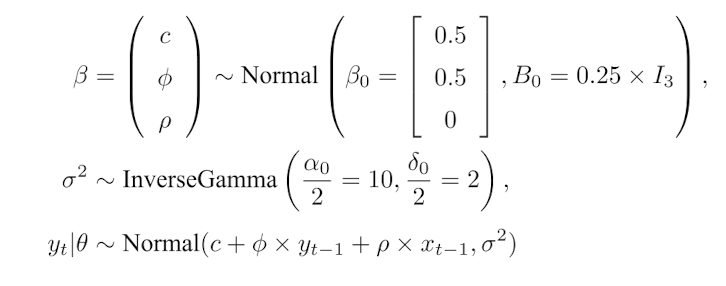 β = ( c ϕ ρ ) ∼ Normal ( β₀ = [ 0.5 0.5 0 ] , B₀ = 0.25 × I₃ ) ,
σ² ∼ InverseGamma ( α₀/2 = 10, δ₀/2 = 2 ) ,
yₜ|θ ∼ Normal(c + ϕ × yₜ₋₁ + ρ × xₜ₋₁, σ²)